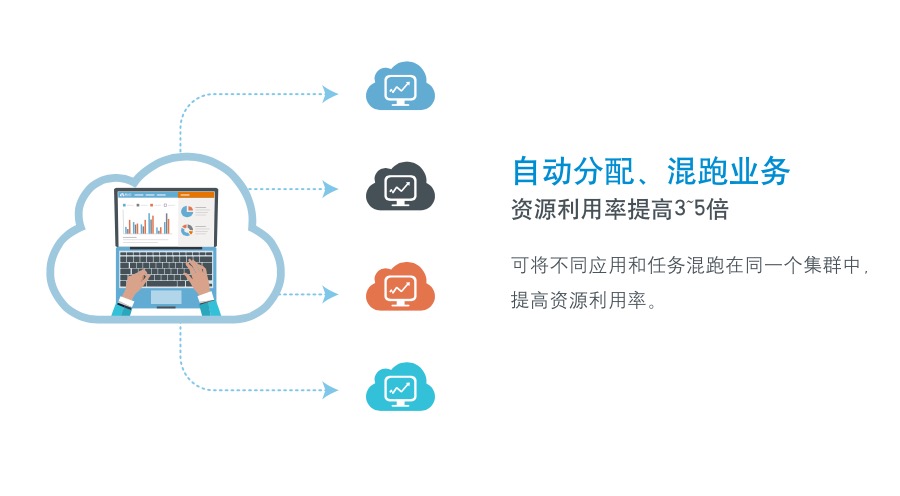 自动分配、混跑业务
资源利用率提高3~5倍
可将不同应用和任务混跑在同一个集群中，
提高资源利用率。